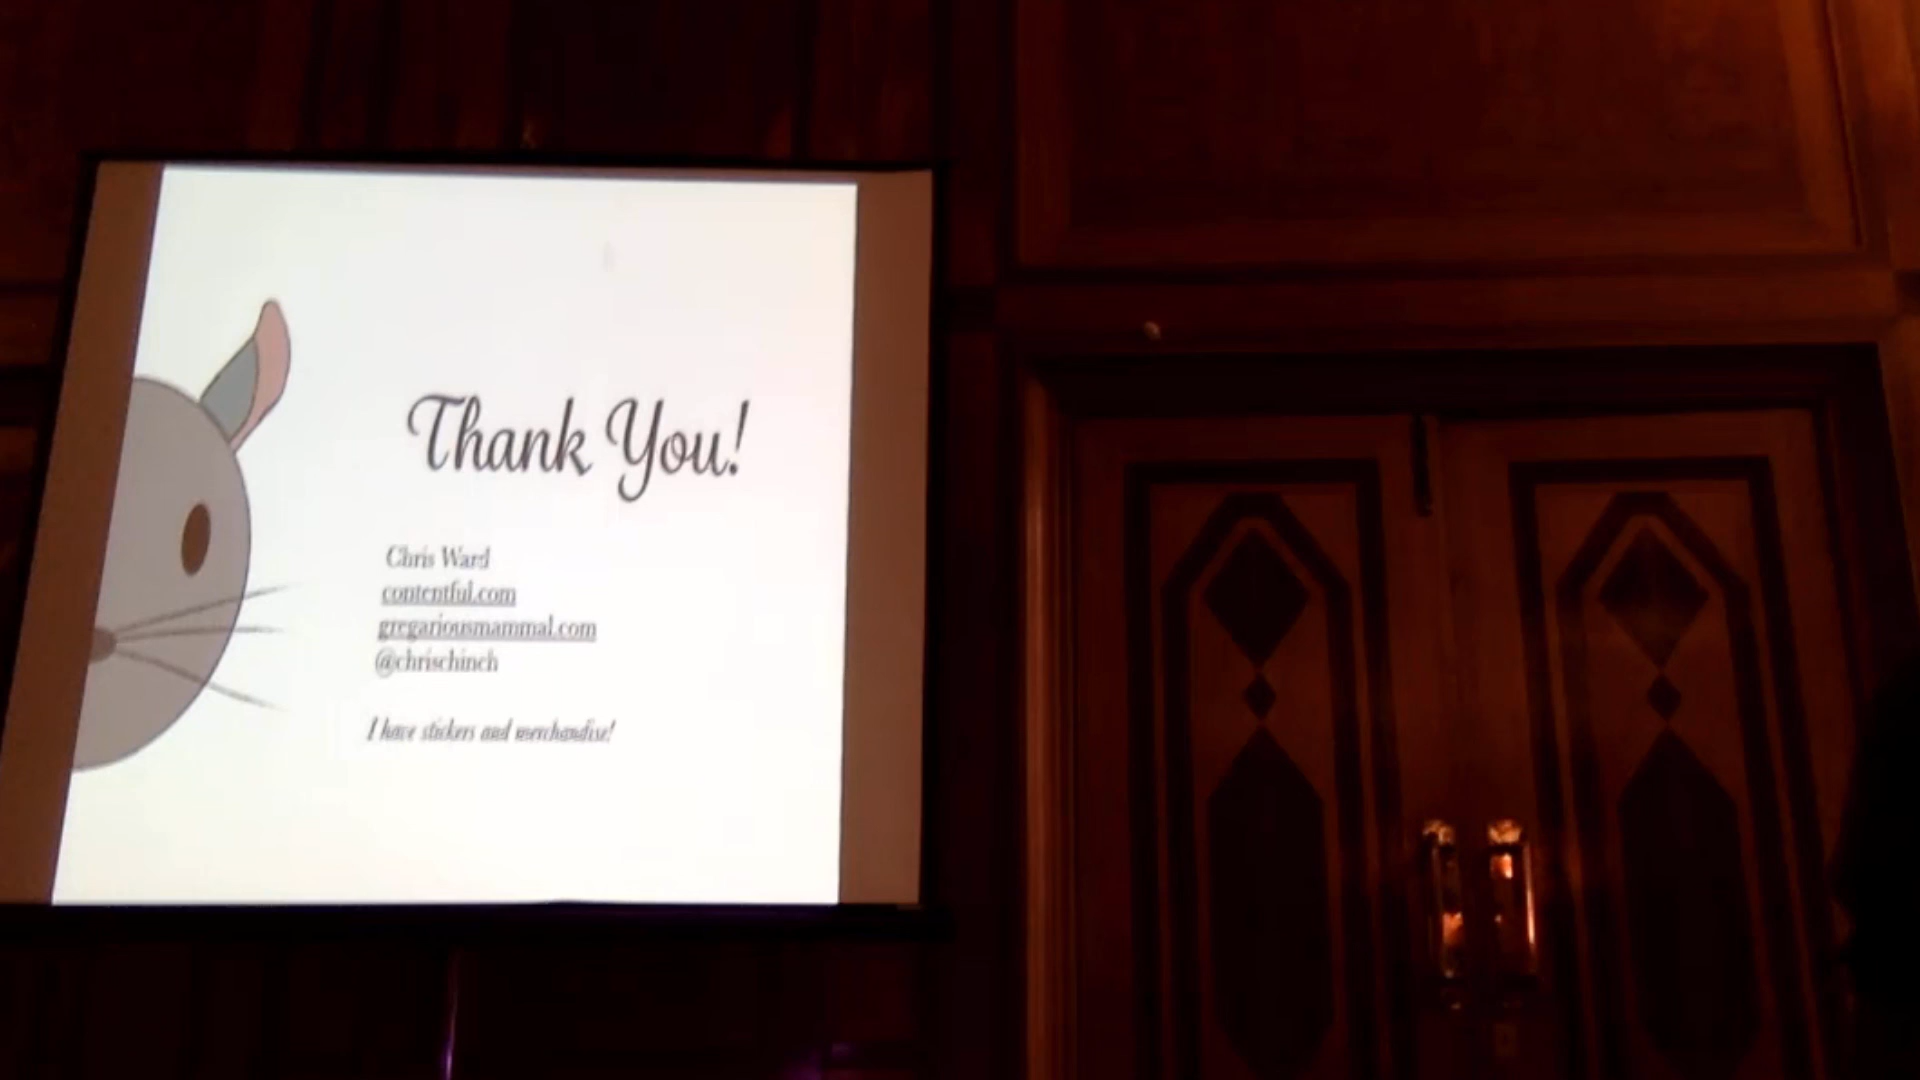 Thank You!
Chris Ward
contentful.com
gregariousmammal.com
@chrischinch
I have stickers and merchandise!